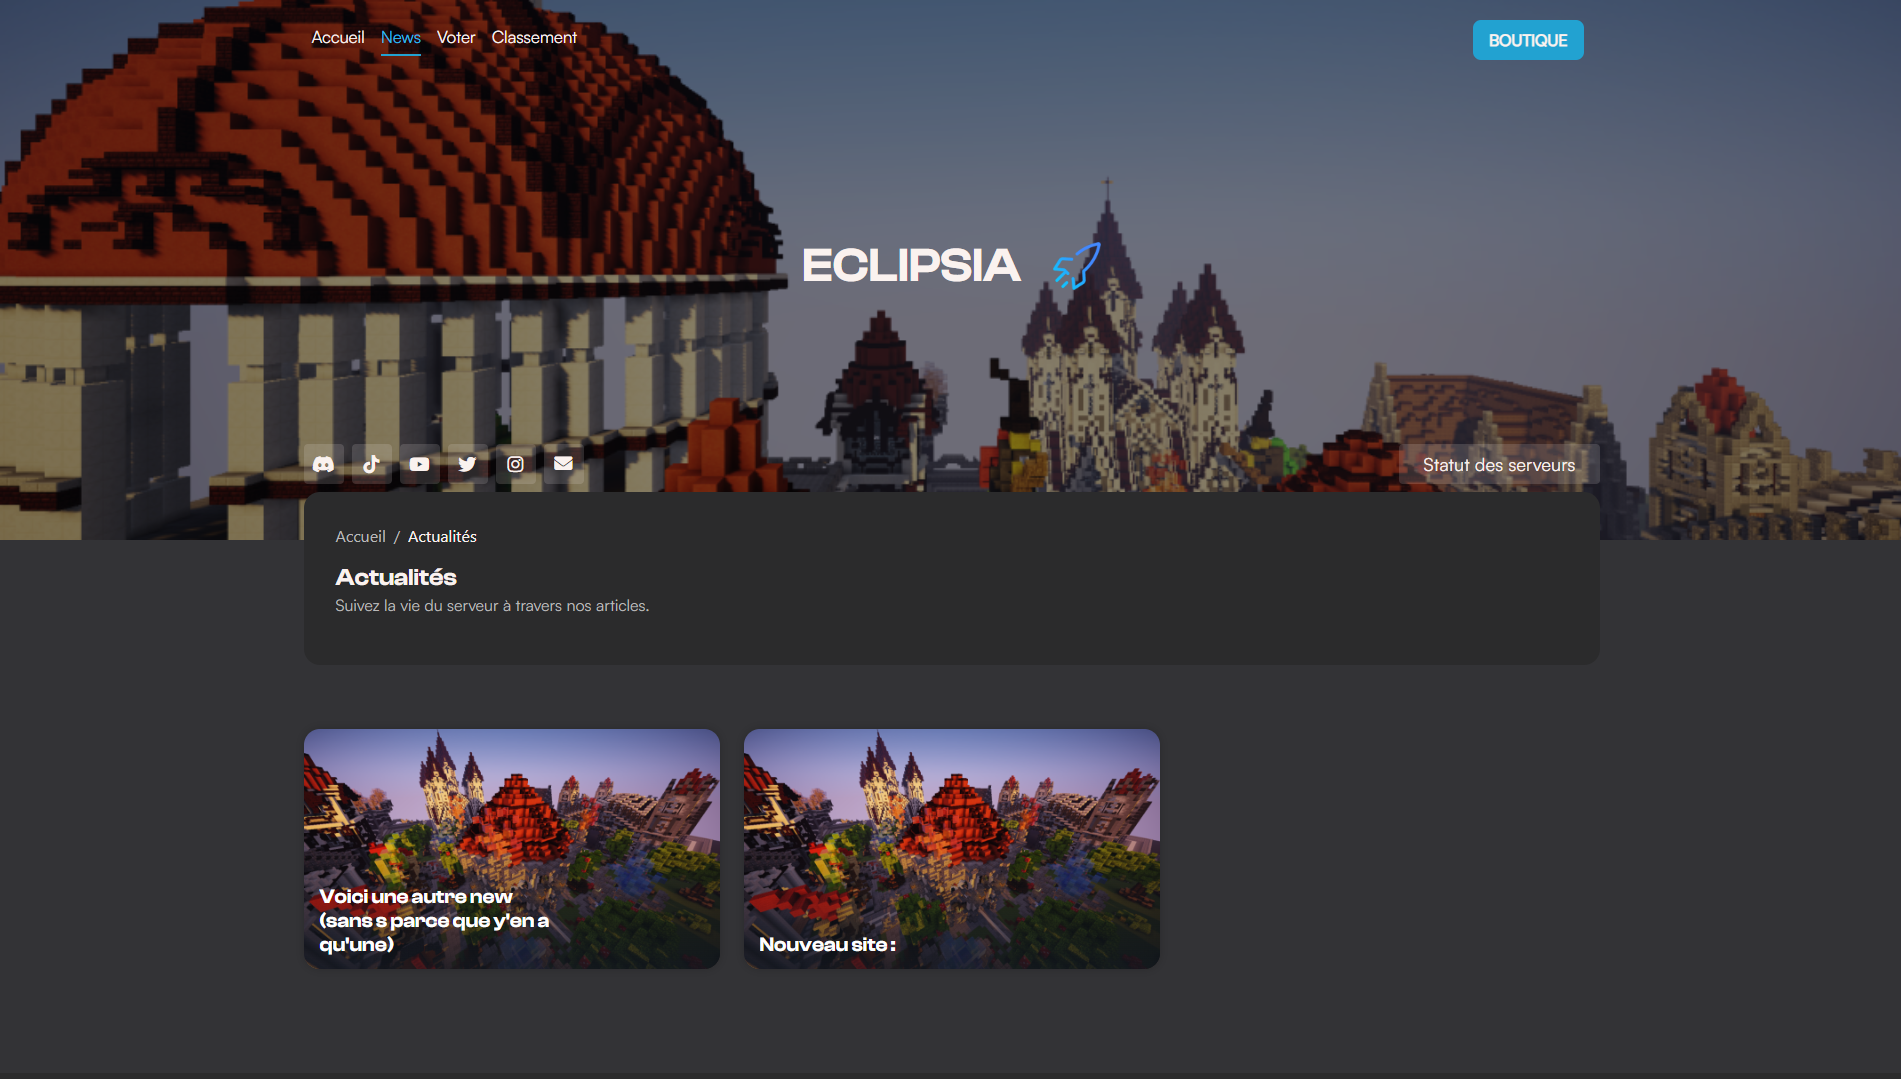 Accueil News Voter Classement
BOUTIQUE
ECLIPSIA
Statut des serveurs
Accueil / Actualités
Actualités
Suivez la vie du serveur à travers nos articles.
Voici une autre new
(sans s parce que y'en a
qu'une)
Nouveau site :